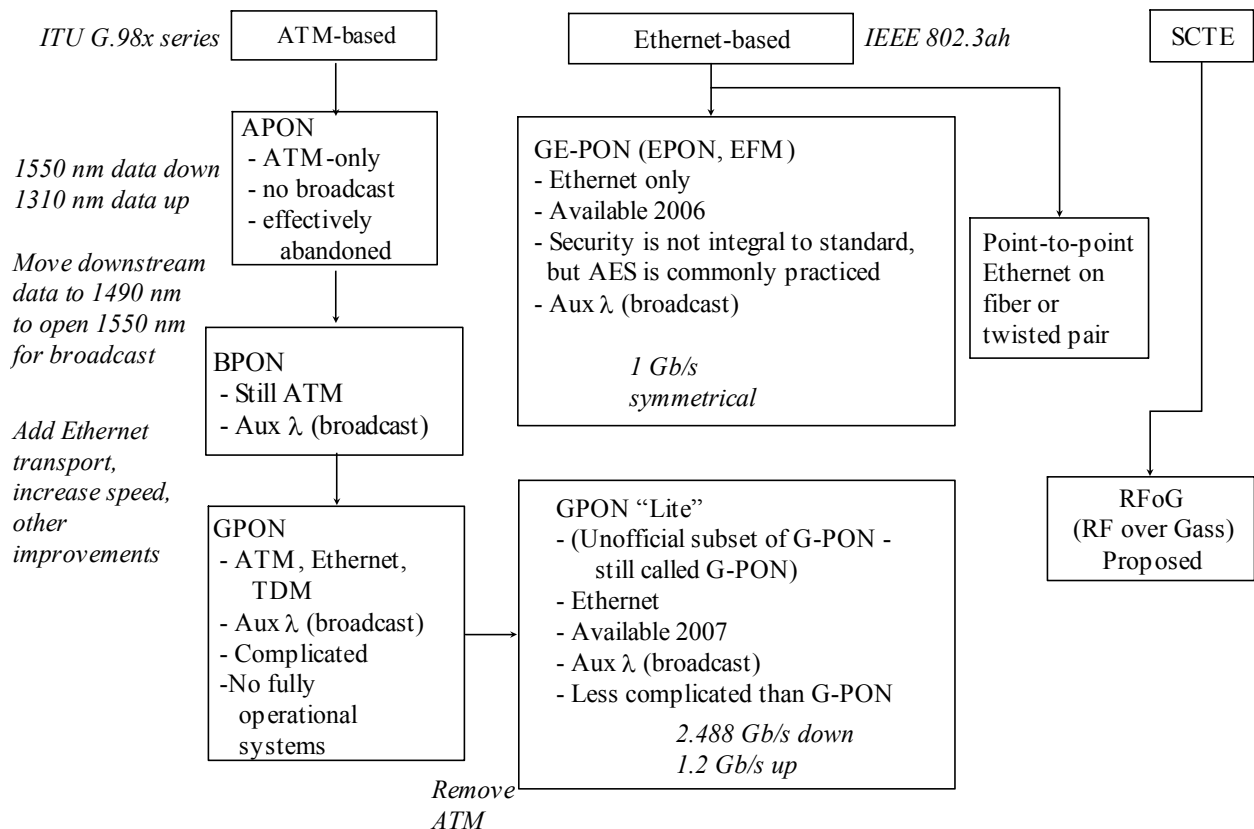 ITU G.98x series
ATM-based
Ethernet-based
IEEE 802.3ah
SCTE
APON
- ATM-only
- no broadcast
- effectively
abandoned
1550 nm data down
1310 nm data up
Move downstream
data to 1490 nm
to open 1550 nm
for broadcast
BPON
- Still ATM
- Aux λ (broadcast)
Add Ethernet
transport,
increase speed,
other
improvements
GPON
- ATM, Ethernet,
TDM
- Aux λ (broadcast)
- Complicated
-No fully
operational
systems
Remove
ATM
GE-PON (EPON, EFM)
- Ethernet only
- Available 2006
- Security is not integral to standard,
but AES is commonly practiced
- Aux λ (broadcast)
1 Gb/s
symmetrical
GPON “Lite”
- (Unofficial subset of G-PON -
still called G-PON)
- Ethernet
- Available 2007
- Aux λ (broadcast)
- Less complicated than G-PON
2.488 Gb/s down
1.2 Gb/s up
Point-to-point
Ethernet on
fiber or
twisted pair
RFoG
(RF over Gass)
Proposed